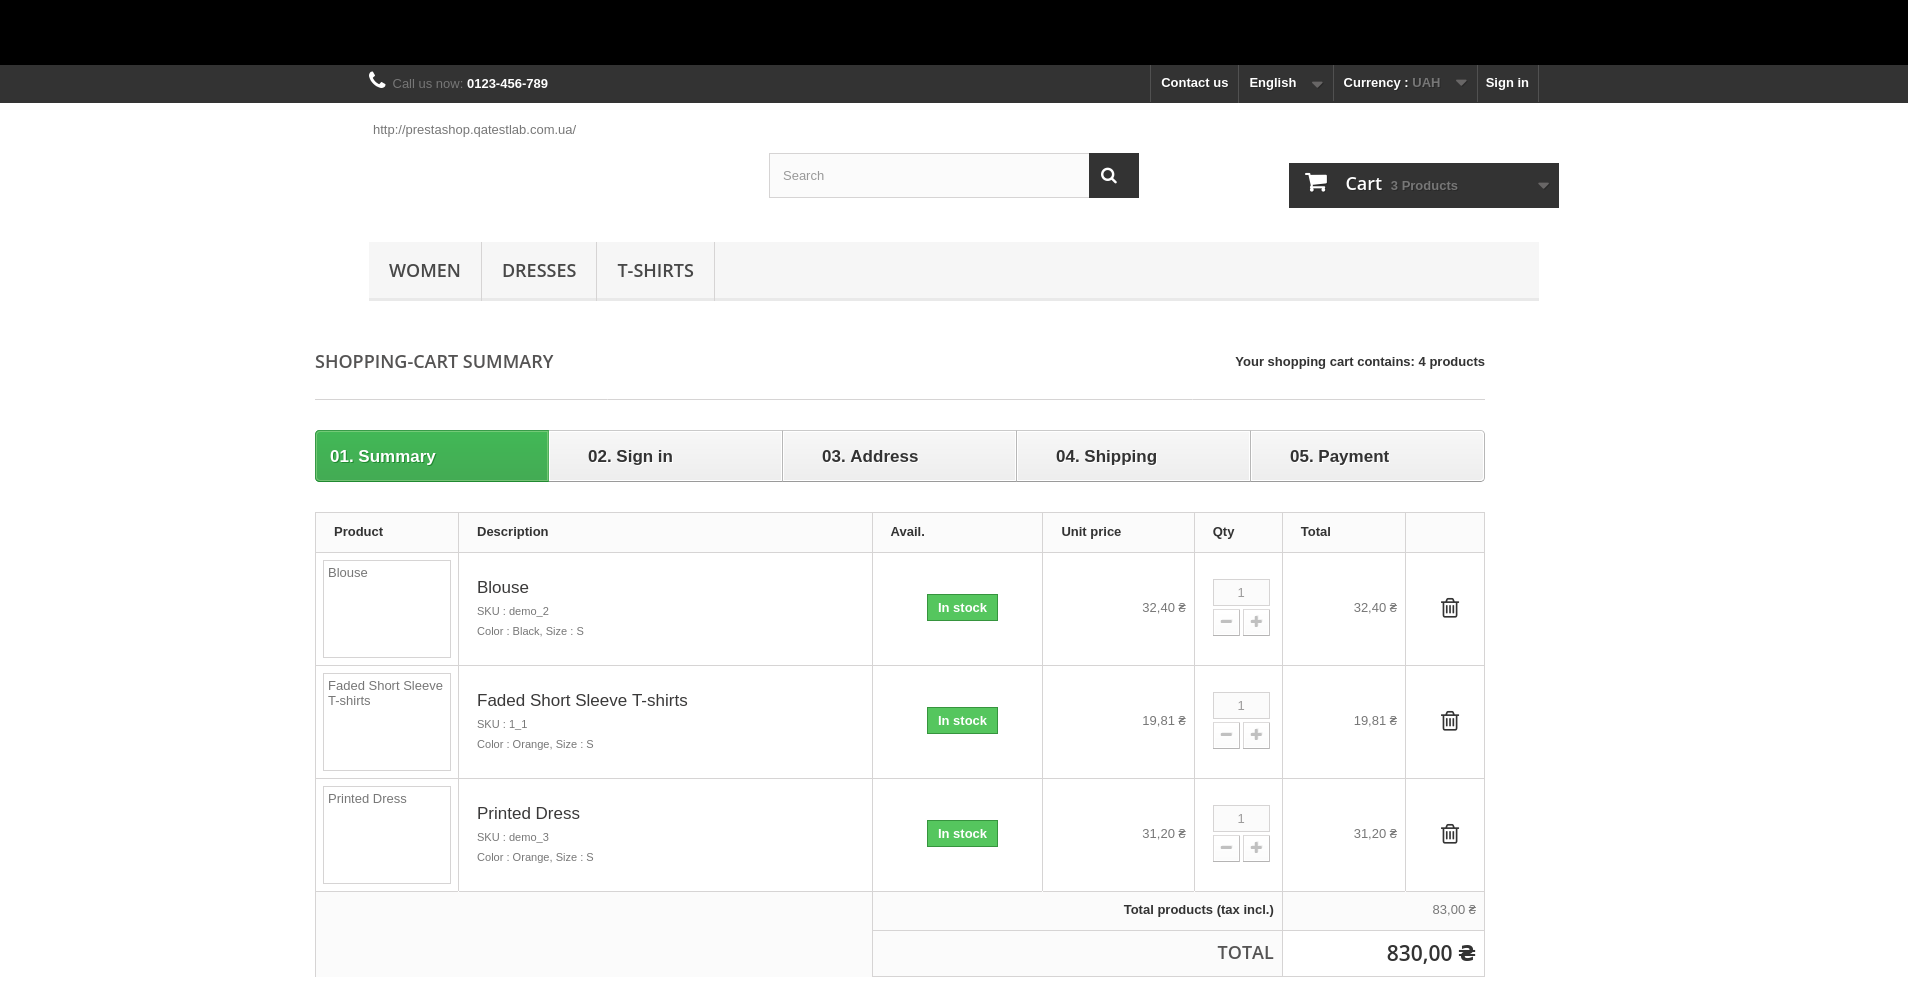 Call us now: 0123-456-789
Contact us
English
Currency : UAH
Sign in
http://prestashop.qatestlab.com.ua/
Search
Cart 3 Products
WOMEN
DRESSES
T-SHIRTS
SHOPPING-CART SUMMARY
Your shopping cart contains: 4 products
01. Summary
02. Sign in
03. Address
04. Shipping
05. Payment
Product
Description
Avail.
Unit price
Qty
Total
Blouse
Blouse
SKU : demo_2
Color : Black, Size : S
In stock
32,40 ₴
1
32,40 ₴
Faded Short Sleeve
T-shirts
Faded Short Sleeve T-shirts
SKU : 1_1
Color : Orange, Size : S
In stock
19,81 ₴
1
19,81 ₴
Printed Dress
Printed Dress
SKU : demo_3
Color : Orange, Size : S
In stock
31,20 ₴
1
31,20 ₴
Total products (tax incl.)
83,00 ₴
TOTAL
830,00 ₴